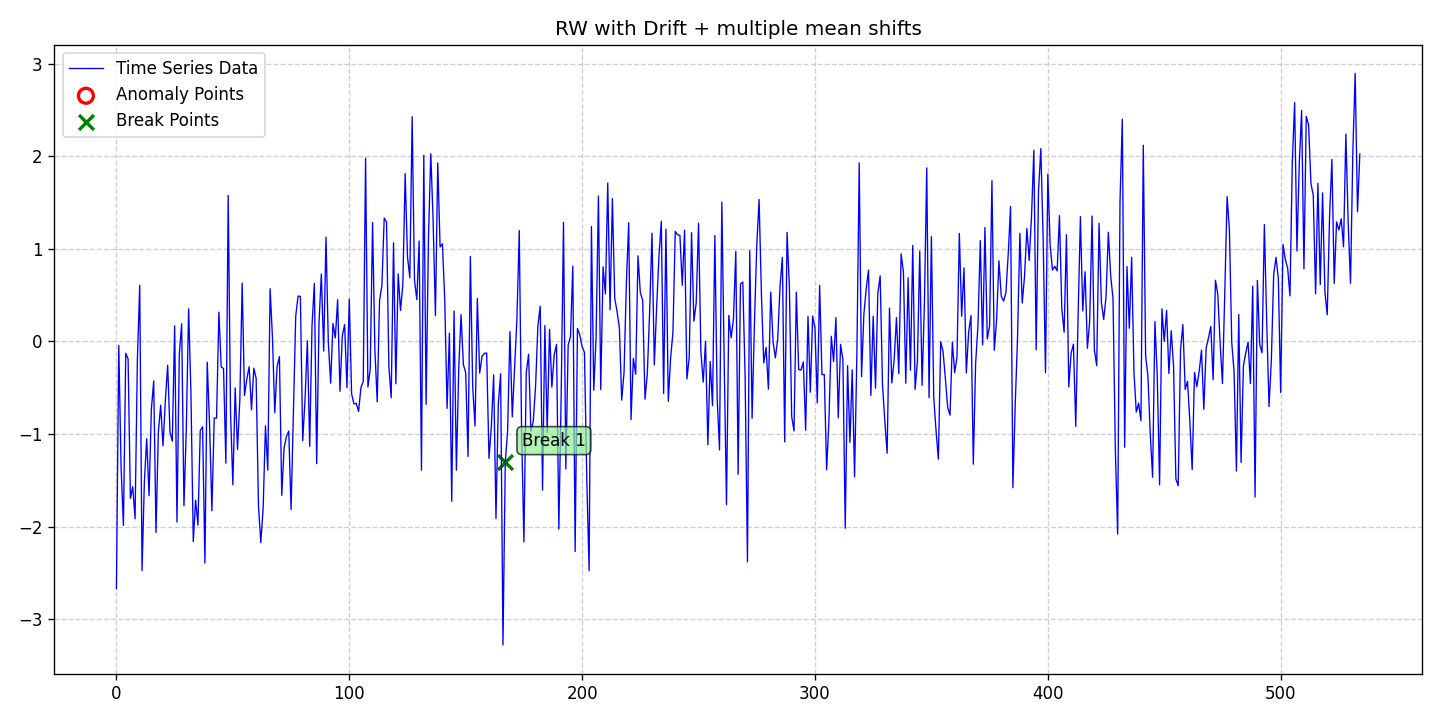 RW with Drift + multiple mean shifts
3
2
1
0
−1
−2
−3
Time Series Data
Anomaly Points
Break Points
Break 1
0
100
200
300
400
500